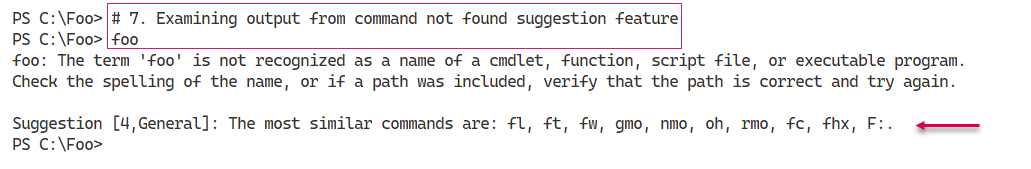 PS C:\Foo> # 7. Examining output from command not found suggestion feature
PS C:\Foo> foo
foo: The term 'foo' is not recognized as a name of a cmdlet, function, script file, or executable program.
Check the spelling of the name, or if a path was included, verify that the path is correct and try again.

Suggestion [4,General]: The most similar commands are: fl, ft, fw, gmo, nmo, oh, rmo, fc, fhx, F:.
PS C:\Foo>